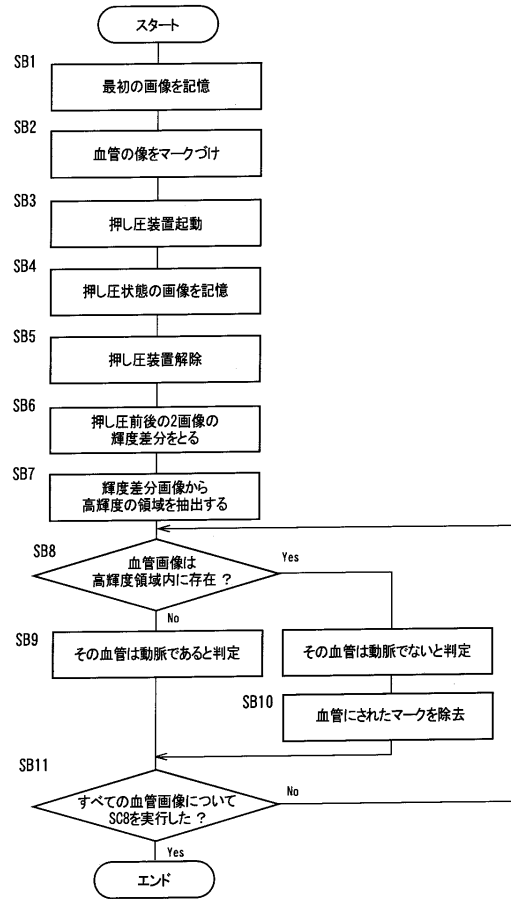 スタート
SB1
最初の画像を記憶
SB2
血管の像をマークづけ
SB3
押し圧装置起動
SB4
押し圧状態の画像を記憶
SB5
押し圧装置解除
SB6
押し圧前後の2画像の
輝度差分をとる
SB7
輝度差分画像から
高輝度の領域を抽出する
SB8
血管画像は
高輝度領域内に存在 ?
Yes
No
SB9
その血管は動脈であると判定
その血管は動脈でないと判定
SB10
血管にされたマークを除去
SB11
すべての血管画像について
SC8を実行した ?
No
Yes
エンド